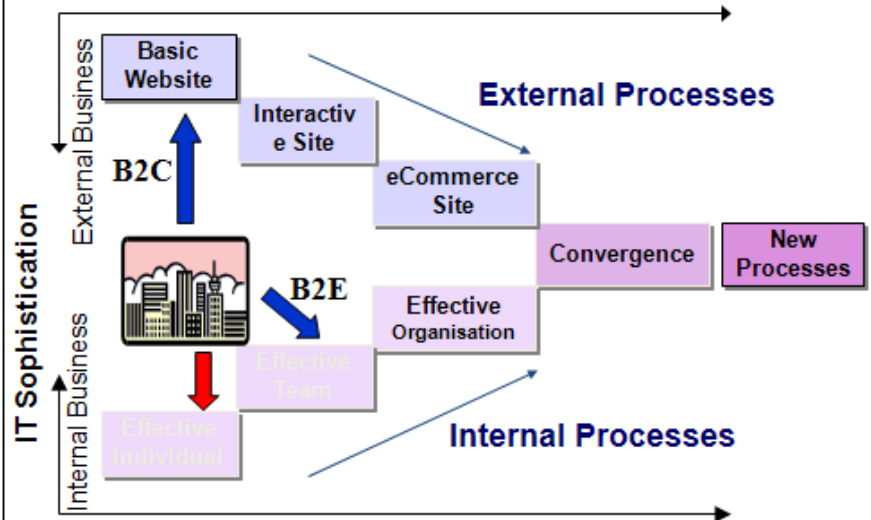 Basic
Website
External Business
Interactiv
e Site
External Processes
B2C
eCommerce
Site
Convergence
New
Processes
IT Sophistication
B2E
Effective
Organisation
Effective
Team
Internal Business
Effective
Individual
Internal Processes